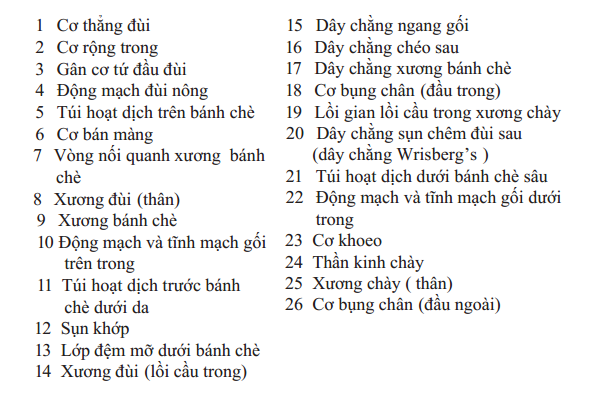 1 Cơ thẳng đùi
2 Cơ rộng trong
3 Gân cơ tứ đầu đùi
4 Động mạch đùi nông
5 Túi hoạt dịch trên bánh chè
6 Cơ bán màng
7 Vòng nối quanh xương bánh
chè
8 Xương đùi (thân)
9 Xương bánh chè
10 Động mạch và tĩnh mạch gối
trên trong
11 Túi hoạt dịch trước bánh
chè dưới da
12 Sụn khớp
13 Lớp đệm mỡ dưới bánh chè
14 Xương đùi (lồi cầu trong)
15 Dây chằng ngang gối
16 Dây chằng chéo sau
17 Dây chằng xương bánh chè
18 Cơ bụng chân (đầu trong)
19 Lồi gian lồi cầu trong xương chày
20 Dây chằng sụn chêm đùi sau
(dây chằng Wrisberg’s )
21 Túi hoạt dịch dưới bánh chè sâu
22 Động mạch và tĩnh mạch gối dưới
trong
23 Cơ khoeo
24 Thần kinh chày
25 Xương chày ( thân)
26 Cơ bụng chân (đầu ngoài)